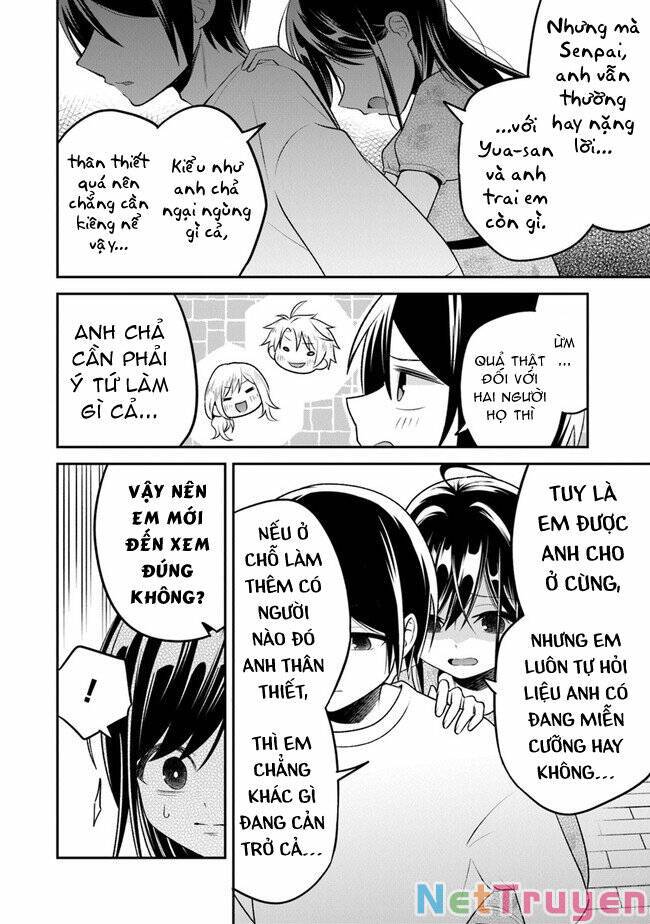 Nhưng mà
Senpai,
anh vẫn
thường
hay nặng
lời...
...với
Yua-san
và anh
trai em
còn gì.
Kiểu như
anh chả
ngại ngùng
gì cả,
thân thiết
quá nên
chẳng cần
kiêng nể
vậy...
ỪM
...
QUẢ THẬT
ĐỐI VỚI
HAI NGƯỜI
HỌ THÌ
ANH CHẢ
CẦN PHẢI
Ý TỨ LÀM
GÌ CẢ...
TUY LÀ
EM ĐƯỢC
ANH CHO
Ở CÙNG,
NHƯNG EM
LUÔN TỰ HỎI
LIỆU ANH CÓ
ĐANG MIỄN
CƯỠNG HAY
KHÔNG...
NẾU Ở
CHỖ LÀM
THÊM CÓ
NGƯỜI
NÀO ĐÓ
ANH THÂN
THIẾT,
THÌ EM
CHẲNG
KHÁC GÌ
ĐANG CẢN
TRỞ CẢ...
VẬY NÊN
EM MỚI
ĐẾN XEM
ĐÚNG
KHÔNG?
!
NetTruyen